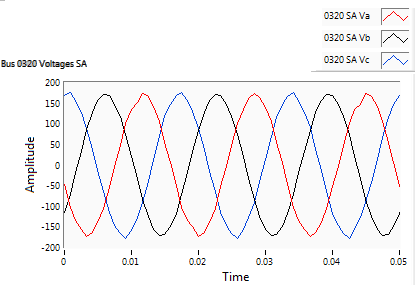 0320 SA Va
0320 SA Vb
0320 SA Vc
Bus 0320 Voltages SA
Amplitude
200
150
100
50
0
-50
-100
-150
-200
0 0.01 0.02 0.03 0.04 0.05
Time